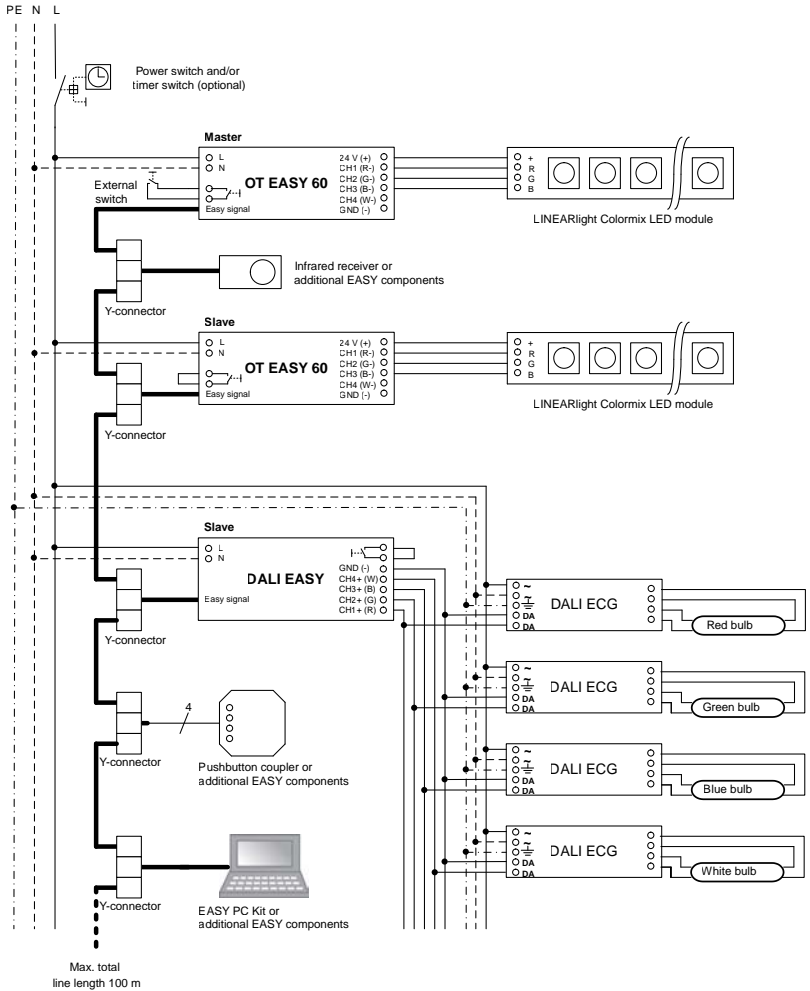 PE N L
Power switch and/or
timer switch (optional)
Master
L
N
External
switch
Easy signal
OT EASY 60
24 V (+)
CH1 (R-)
CH2 (G-)
CH3 (B-)
CH4 (W-)
GND (-)
+
R
G
B
LINEARlight Colormix LED module
Y-connector
Infrared receiver or
additional EASY components
Slave
L
N
Easy signal
OT EASY 60
24 V (+)
CH1 (R-)
CH2 (G-)
CH3 (B-)
CH4 (W-)
GND (-)
+
R
G
B
LINEARlight Colormix LED module
Y-connector
Slave
L
N
Easy signal
DALI EASY
GND (-)
CH4+ (W)
CH3+ (B)
CH2+ (G)
CH1+ (R)
Y-connector
~
~
DA
DA
DALI ECG
Red bulb
~
~
DA
DA
DALI ECG
Green bulb
4
Y-connector
Pushbutton coupler or
additional EASY components
~
~
DA
DA
DALI ECG
Blue bulb
~
~
DA
DA
DALI ECG
White bulb
Y-connector
EASY PC Kit or
additional EASY components
Max. total
line length 100 m